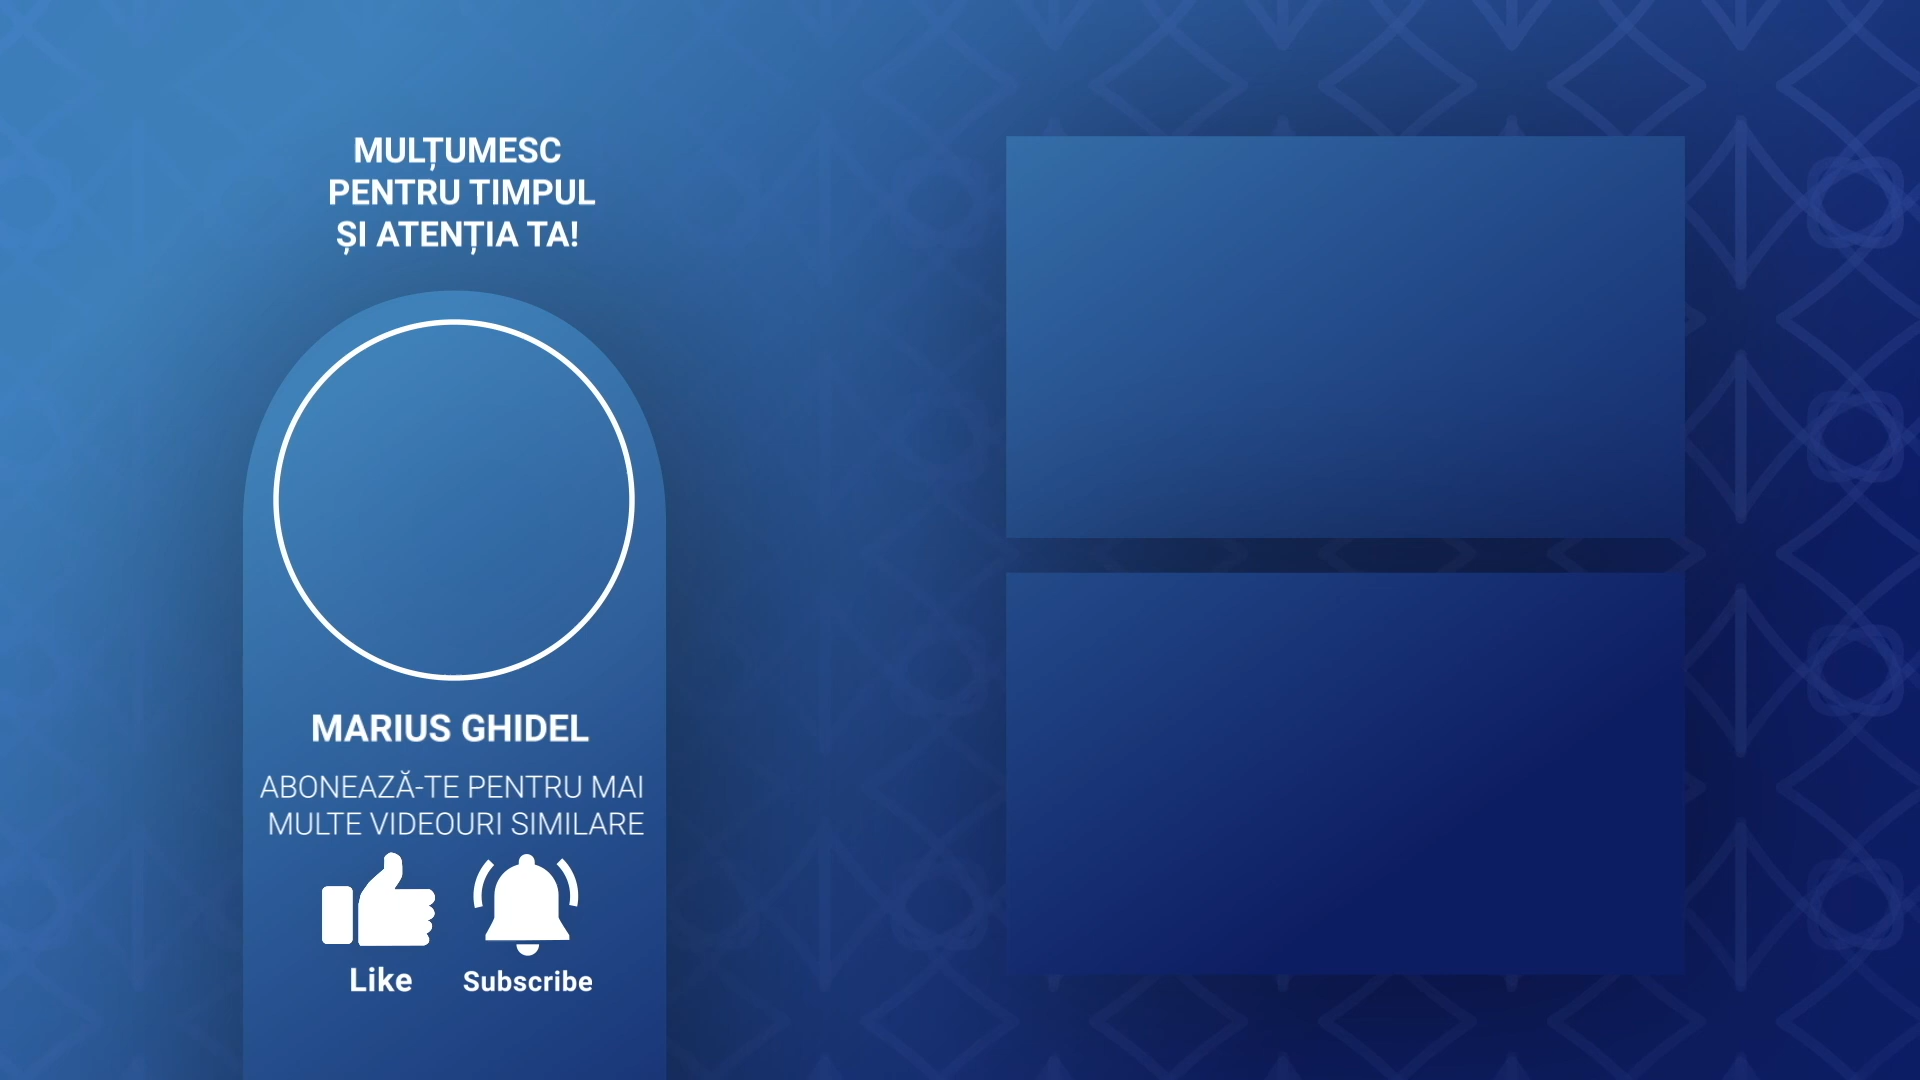 MULȚUMESC
PENTRU TIMPUL
ȘI ATENȚIA TA!
MARIUS GHIDEL
ABONEAZĂ-TE PENTRU MAI
MULTE VIDEOURI SIMILARE
Like
Subscribe